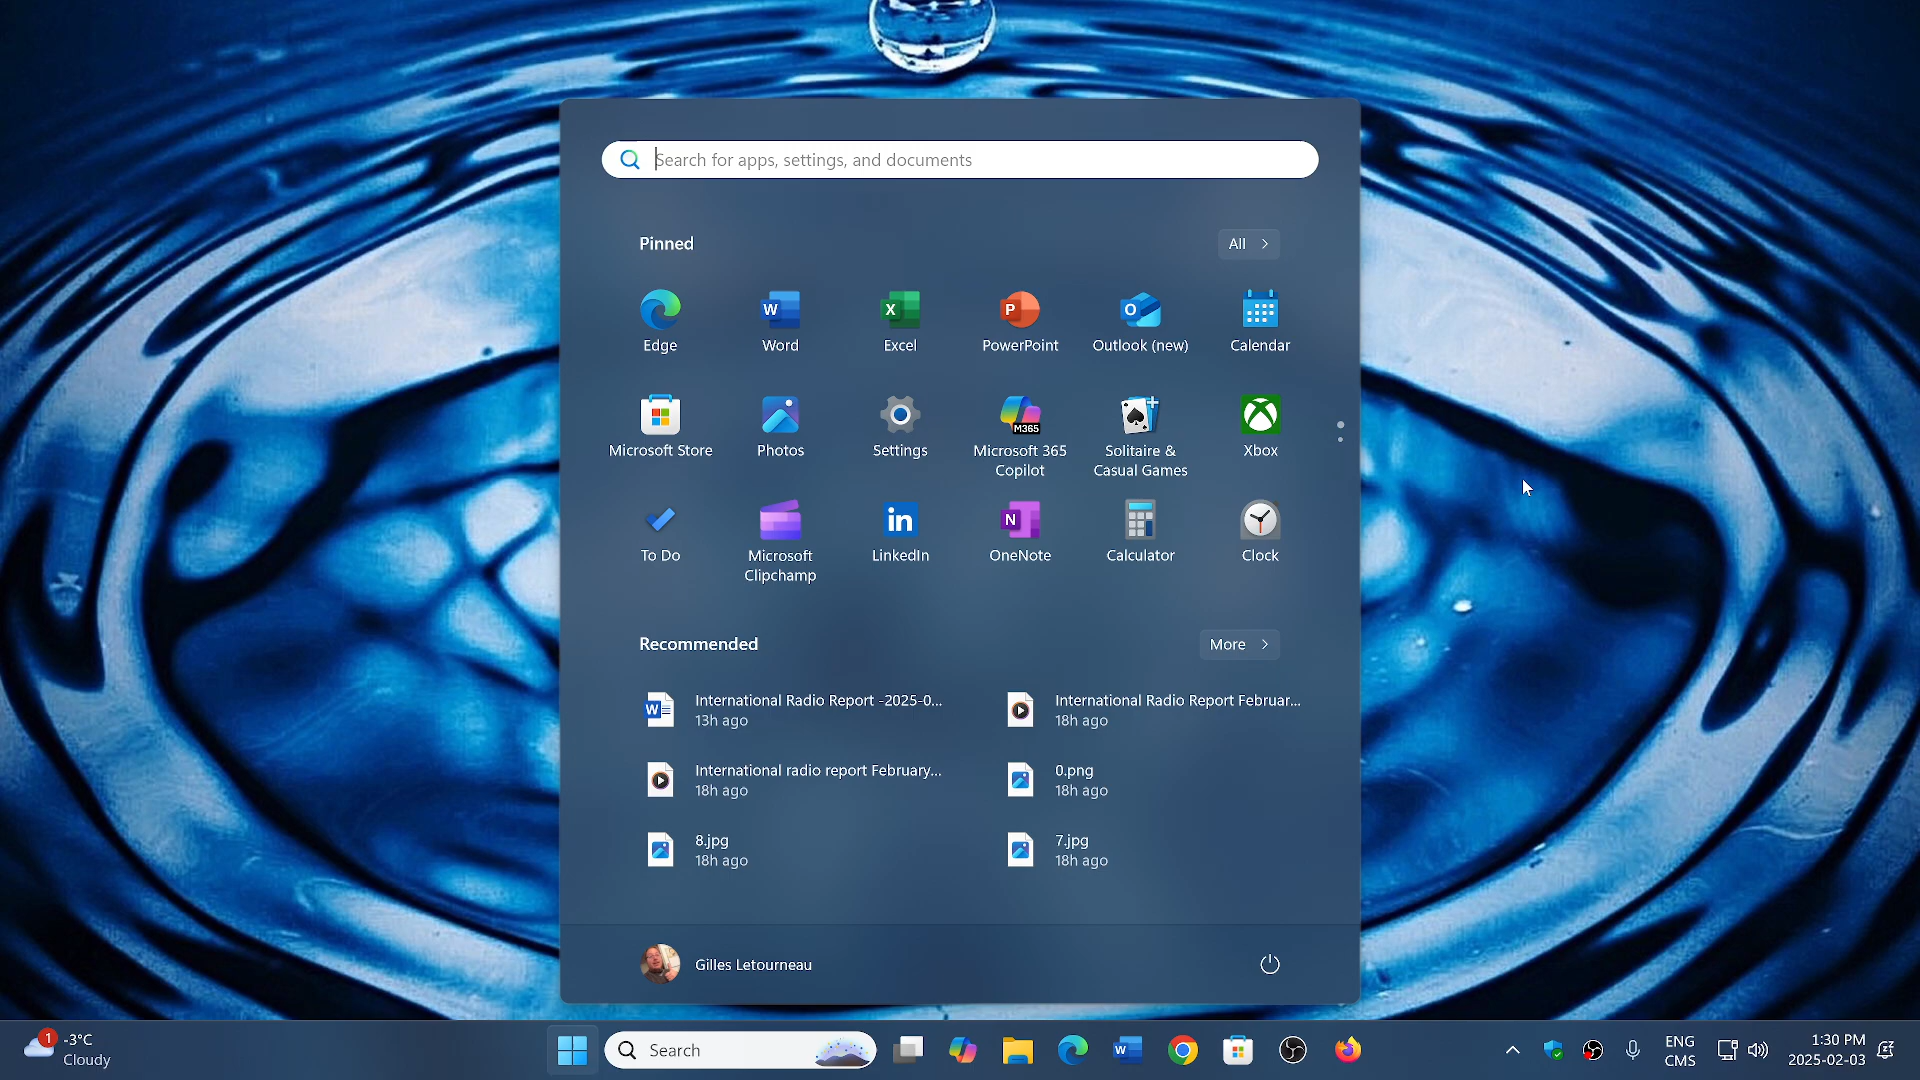 Search for apps, settings, and documents
Pinned
All
Edge
Word
Excel
PowerPoint
Outlook (new)
Calendar
Microsoft Store
Photos
Settings
M365
Microsoft 365
Copilot
Solitaire &
Casual Games
Xbox
To Do
Microsoft
Clipchamp
LinkedIn
OneNote
Calculator
Clock
Recommended
More
International Radio Report -2025-0...
13h ago
International Radio Report Februar...
18h ago
International radio report February...
18h ago
0.png
18h ago
8.jpg
18h ago
7.jpg
18h ago
Gilles Letourneau
1
-3°C
Cloudy
Search
ENG
CMS
1:30 PM
2025-02-03